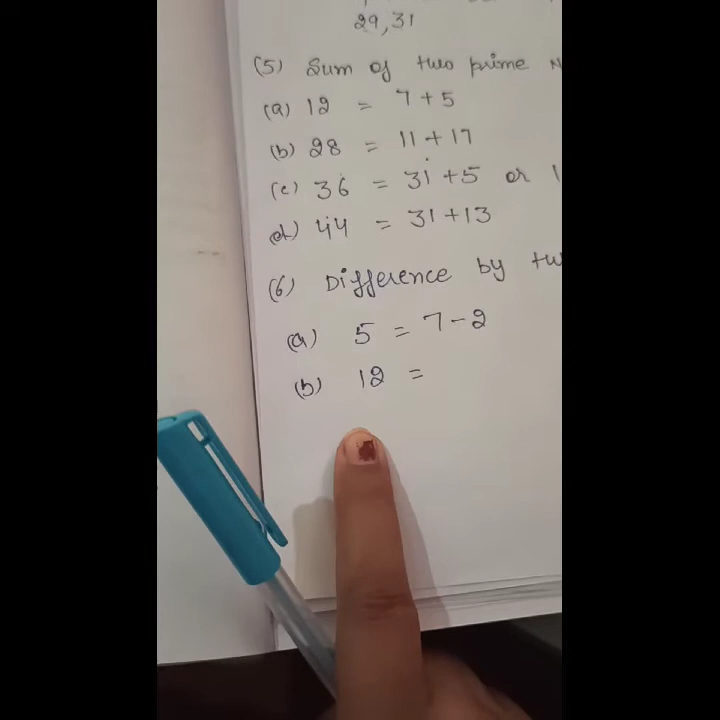 29, 31
(5) Sum of two prime
(a) 12 = 7 + 5
(b) 28 = 11 + 17
(c) 36 = 31 + 5 or
(d) 44 = 31 + 13
(6) Difference by
(a) 5 = 7 - 2
(b) 12 =